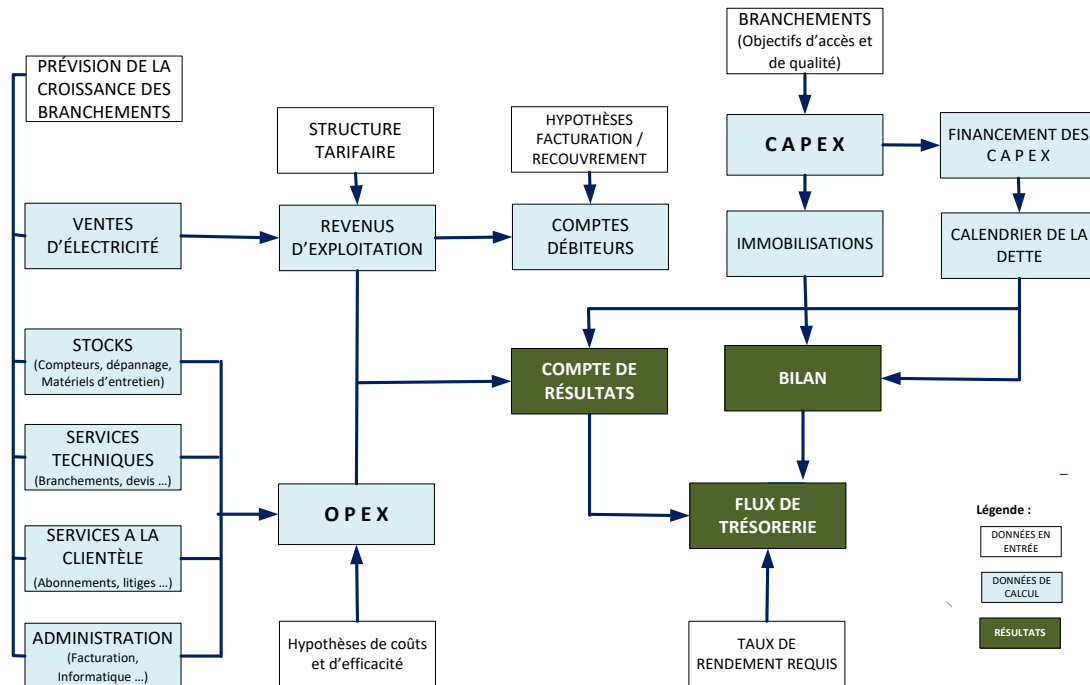 BRANCHEMENTS
(Objectifs d'accès et
de qualité)
PRÉVISION DE LA
CROISSANCE DES
BRANCHEMENTS
STRUCTURE
TARIFAIRE
HYPOTHÈSES
FACTURATION /
RECOUVREMENT
C A P E X
FINANCEMENT DES
C A P E X
VENTES
D'ÉLECTRICITÉ
REVENUS
D'EXPLOITATION
COMPTES
DÉBITEURS
IMMOBILISATIONS
CALENDRIER DE LA
DETTE
STOCKS
(Compteurs, dépannage,
Matériels d'entretien)
COMPTE DE
RÉSULTATS
BILAN
SERVICES
TECHNIQUES
(Branchements, devis ...)
O P E X
FLUX DE
TRÉSORERIE
SERVICES A LA
CLIENTÈLE
(Abonnements, litiges ...)
ADMINISTRATION
(Facturation,
Informatique ...)
Hypothèses de coûts
et d'efficacité
TAUX DE
RENDEMENT REQUIS
Légende :
DONNÉES EN
ENTRÉE
DONNÉES DE
CALCUL
RÉSULTATS